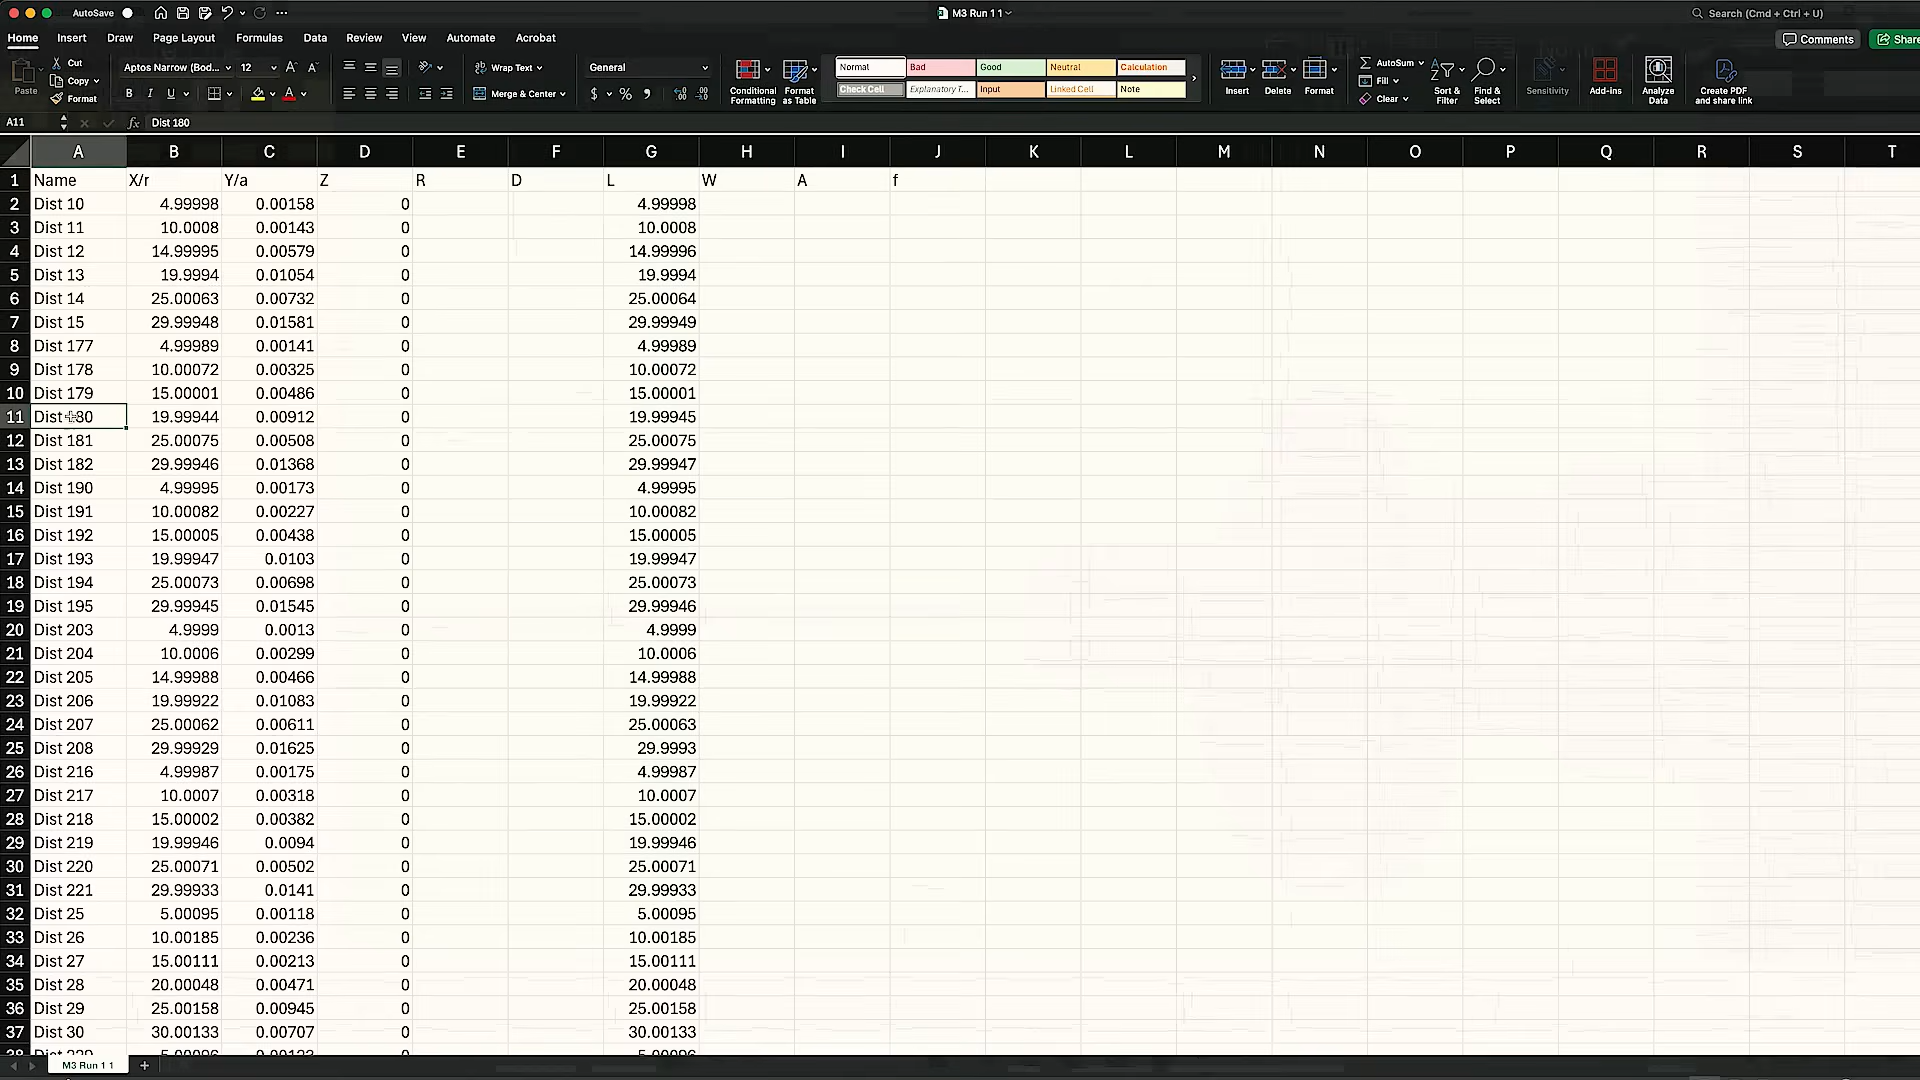 AutoSave
M3 Run 1 1
Search (Cmd + Ctrl + U)
Home Insert Draw Page Layout Formulas Data Review View Automate Acrobat
Comments Share
Paste
Cut
Copy
Format
Aptos Narrow (Bod... 12
B I U
Wrap Text
Merge & Center
General
Conditional Formatting
Format as Table
Normal Bad Good Neutral Calculation
Check Cell Explanatory T... Input Linked Cell Note
Insert Delete Format
AutoSum
Fill
Clear
Sort & Filter
Find & Select
Sensitivity
Add-ins
Analyze Data
Create PDF and share link
A11 fx Dist 180
A B C D E F G H I J K L M N O P Q R S T
1 Name X/r Y/a Z R D L W A f
2 Dist 10 4.99998 0.00158 0 4.99998
3 Dist 11 10.0008 0.00143 0 10.0008
4 Dist 12 14.99995 0.00579 0 14.99996
5 Dist 13 19.9994 0.01054 0 19.9994
6 Dist 14 25.00063 0.00732 0 25.00064
7 Dist 15 29.99948 0.01581 0 29.99949
8 Dist 177 4.99989 0.00141 0 4.99989
9 Dist 178 10.00072 0.00325 0 10.00072
10 Dist 179 15.00001 0.00486 0 15.00001
11 Dist 180 19.99944 0.00912 0 19.99945
12 Dist 181 25.00075 0.00508 0 25.00075
13 Dist 182 29.99946 0.01368 0 29.99947
14 Dist 190 4.99995 0.00173 0 4.99995
15 Dist 191 10.00082 0.00227 0 10.00082
16 Dist 192 15.00005 0.00438 0 15.00005
17 Dist 193 19.99947 0.0103 0 19.99947
18 Dist 194 25.00073 0.00698 0 25.00073
19 Dist 195 29.99945 0.01545 0 29.99946
20 Dist 203 4.9999 0.0013 0 4.9999
21 Dist 204 10.0006 0.00299 0 10.0006
22 Dist 205 14.99988 0.00466 0 14.99988
23 Dist 206 19.99922 0.01083 0 19.99922
24 Dist 207 25.00062 0.00611 0 25.00063
25 Dist 208 29.99929 0.01625 0 29.9993
26 Dist 216 4.99987 0.00175 0 4.99987
27 Dist 217 10.0007 0.00318 0 10.0007
28 Dist 218 15.00002 0.00382 0 15.00002
29 Dist 219 19.99946 0.0094 0 19.99946
30 Dist 220 25.00071 0.00502 0 25.00071
31 Dist 221 29.99933 0.0141 0 29.99933
32 Dist 25 5.00095 0.00118 0 5.00095
33 Dist 26 10.00185 0.00236 0 10.00185
34 Dist 27 15.00111 0.00213 0 15.00111
35 Dist 28 20.00048 0.00471 0 20.00048
36 Dist 29 25.00158 0.00945 0 25.00158
37 Dist 30 30.00133 0.00707 0 30.00133
M3 Run 1 1